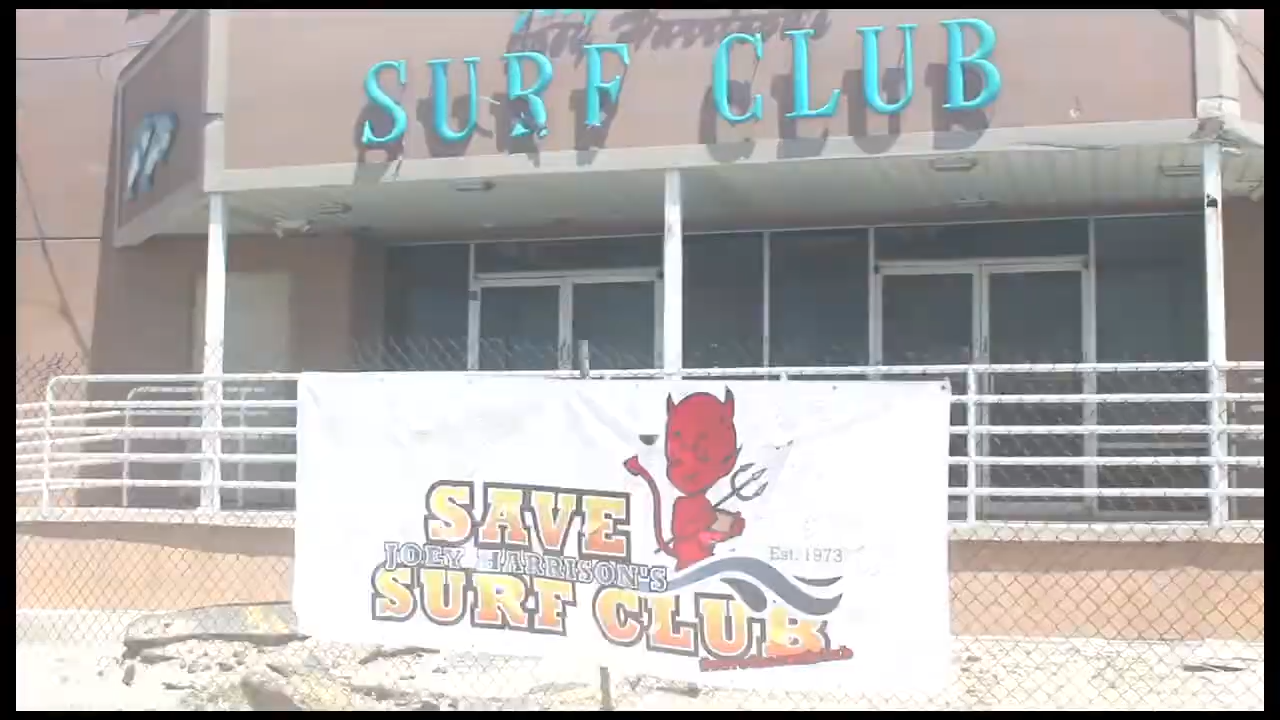 SURF CLUB
SAVE
JOEY HARRISON'S
SURF CLUB
Est. 1973